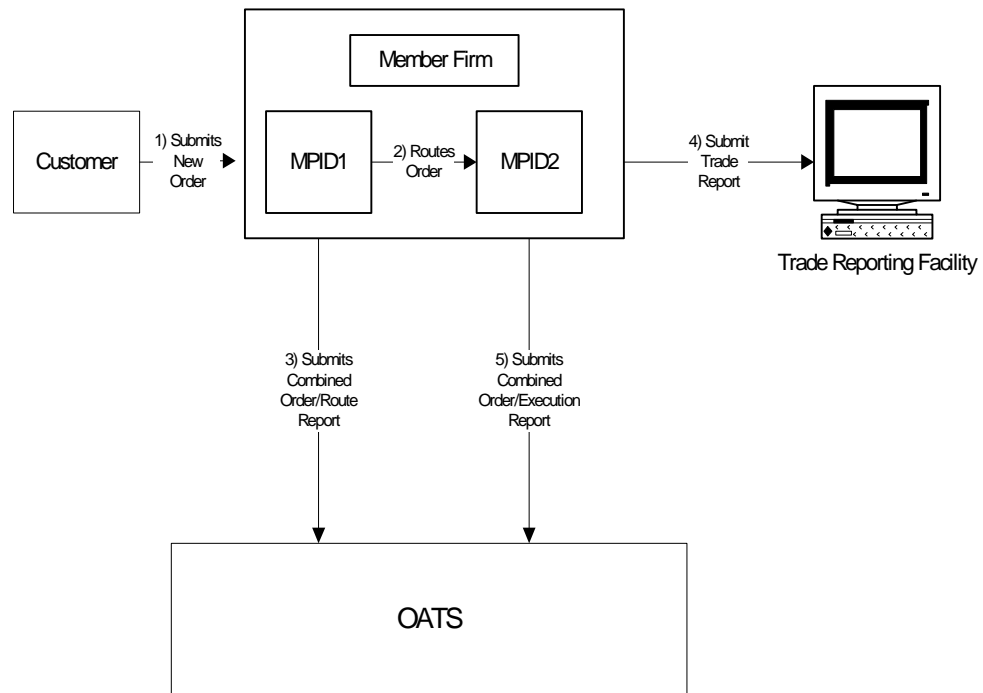 Member Firm
Customer
1) Submits
New
Order
MPID1
2) Routes
Order
MPID2
4) Submit
Trade
Report
Trade Reporting Facility
3) Submits
Combined
Order/Route
Report
5) Submits
Combined
Order/Execution
Report
OATS